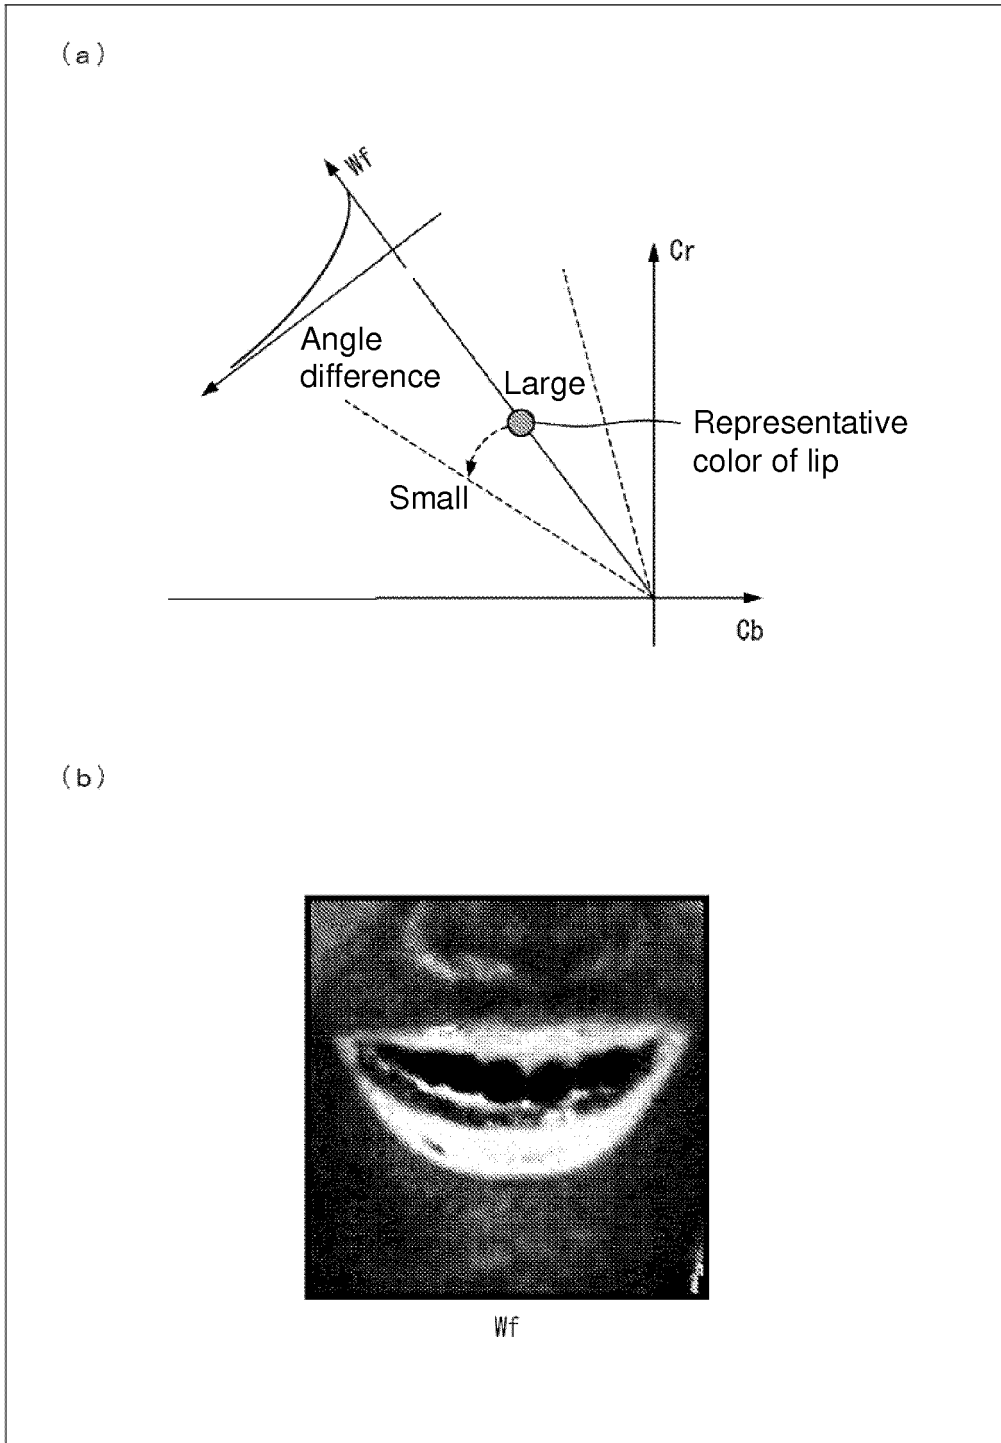 (a)
Wf
Cr
Angle
difference
Large
Representative
color of lip
Small
Cb
(b)
Wf